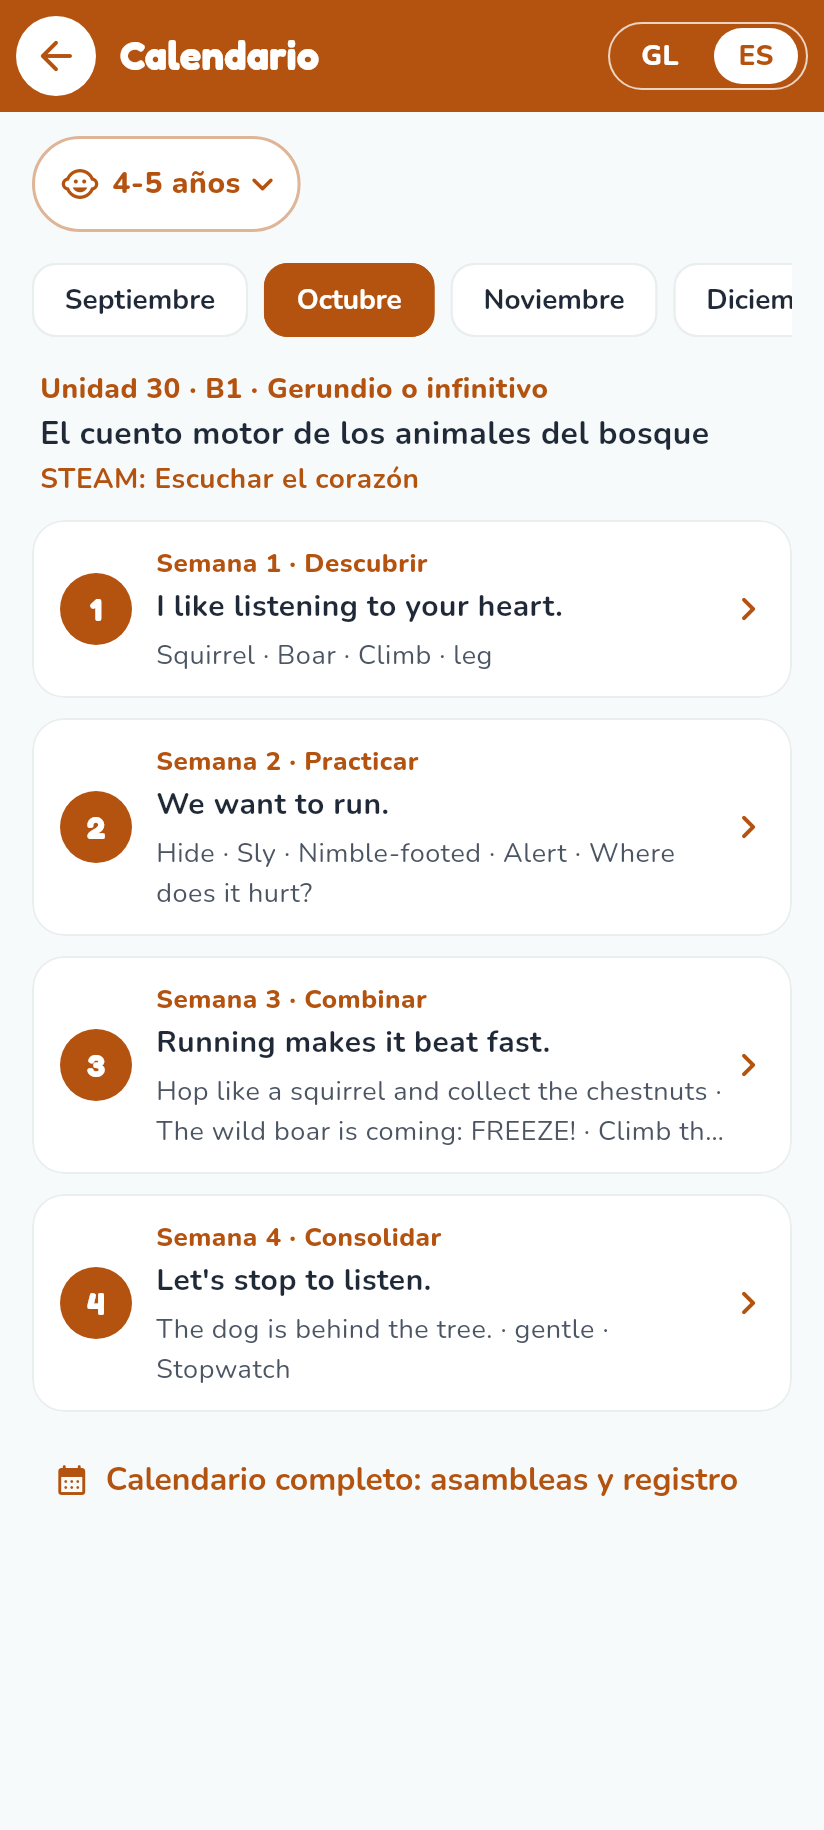 Calendario
GL
ES
4-5 años
Septiembre
Octubre
Noviembre
Diciem
Unidad 30 · B1 · Gerundio o infinitivo
El cuento motor de los animales del bosque
STEAM: Escuchar el corazón
1
Semana 1 · Descubrir
I like listening to your heart.
Squirrel · Boar · Climb · leg
2
Semana 2 · Practicar
We want to run.
Hide · Sly · Nimble-footed · Alert · Where
does it hurt?
3
Semana 3 · Combinar
Running makes it beat fast.
Hop like a squirrel and collect the chestnuts ·
The wild boar is coming: FREEZE! · Climb th...
4
Semana 4 · Consolidar
Let's stop to listen.
The dog is behind the tree. · gentle ·
Stopwatch
Calendario completo: asambleas y registro